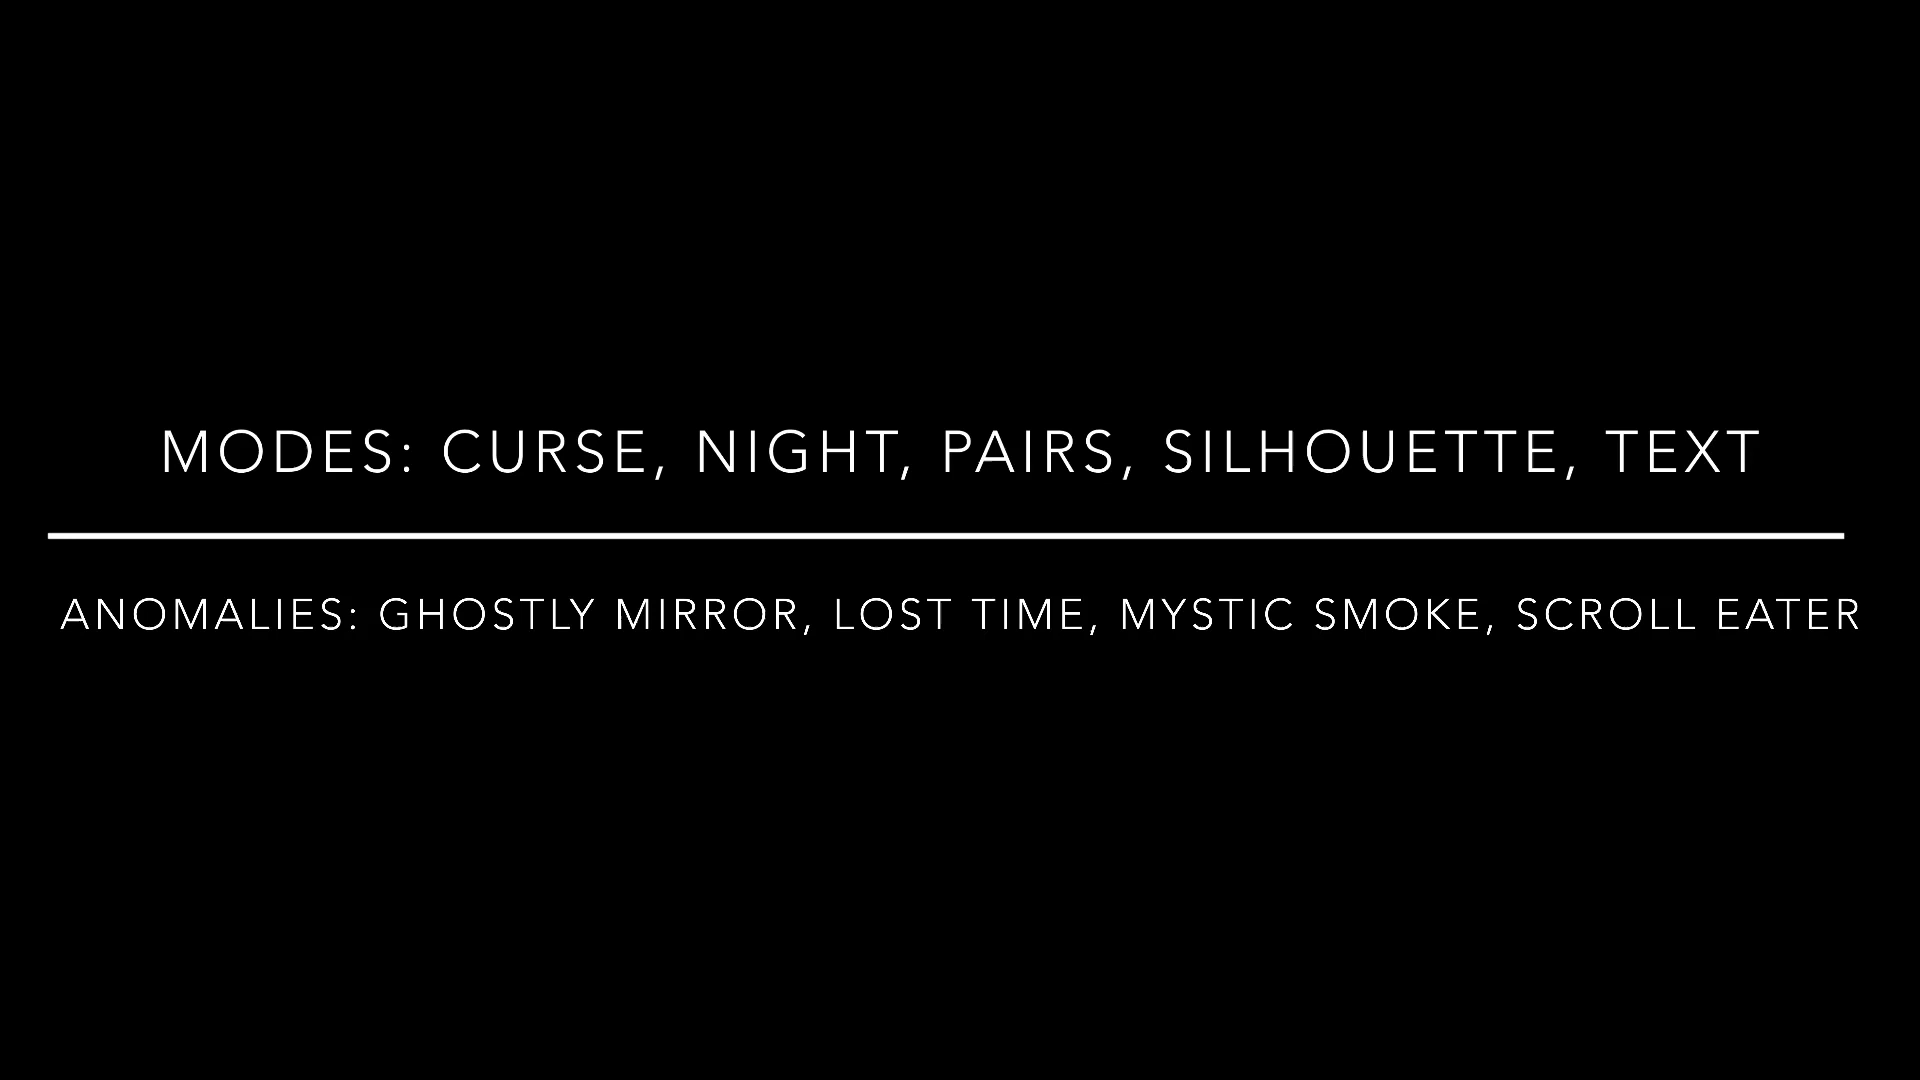 MODES: CURSE, NIGHT, PAIRS, SILHOUETTE, TEXT
ANOMALIES: GHOSTLY MIRROR, LOST TIME, MYSTIC SMOKE, SCROLL EATER